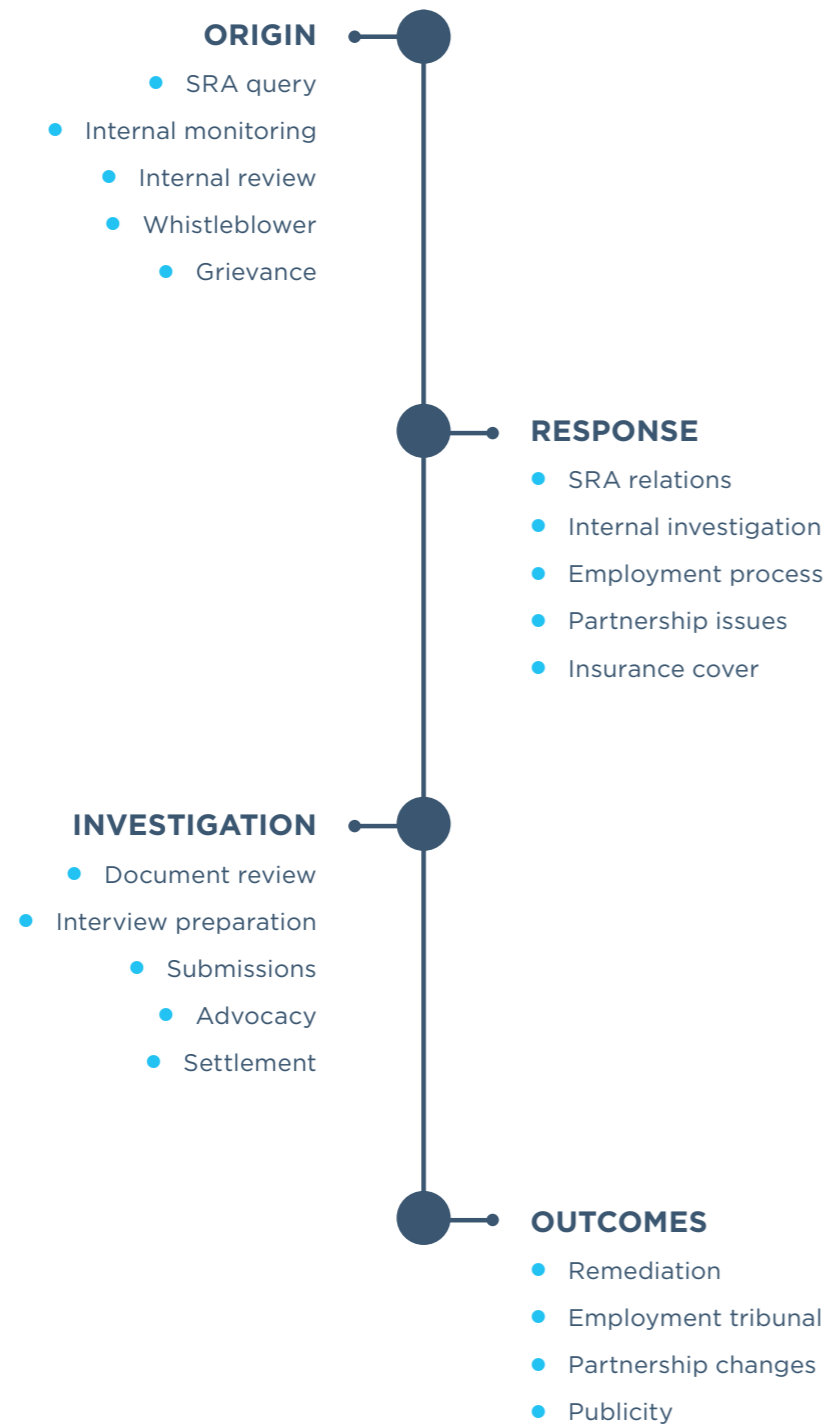 ORIGIN
SRA query
Internal monitoring
Internal review
Whistleblower
Grievance
RESPONSE
SRA relations
Internal investigation
Employment process
Partnership issues
Insurance cover
INVESTIGATION
Document review
Interview preparation
Submissions
Advocacy
Settlement
OUTCOMES
Remediation
Employment tribunal
Partnership changes
Publicity